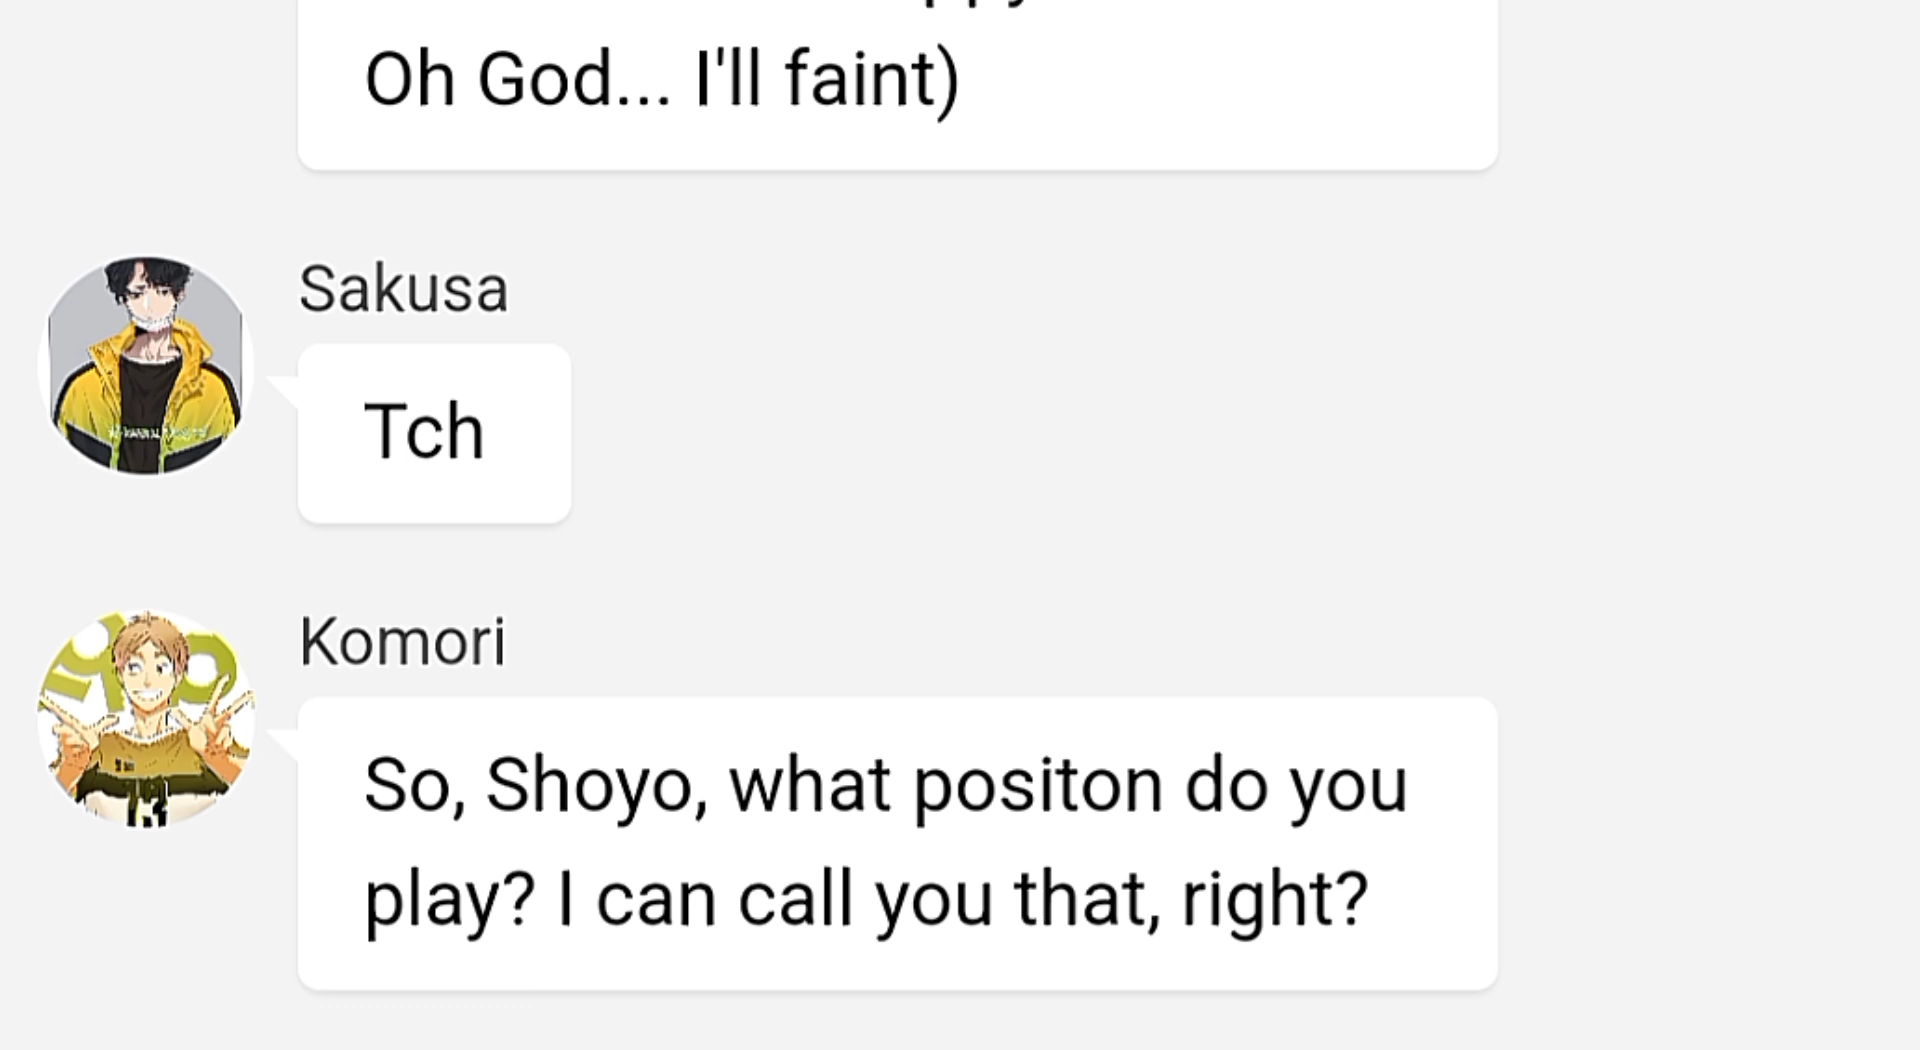 Oh God... I'll faint)
Sakusa
Tch
Komori
So, Shoyo, what positon do you
play? I can call you that, right?